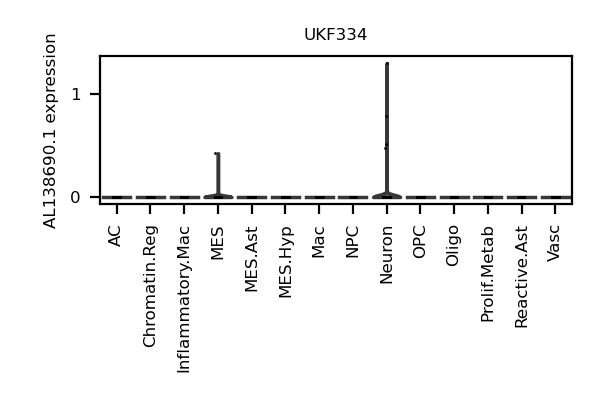 UKF334
AL138690.1 expression
1
0
AC
Chromatin.Reg
Inflammatory.Mac
MES
MES.Ast
MES.Hyp
Mac
NPC
Neuron
OPC
Oligo
Prolif.Metab
Reactive.Ast
Vasc